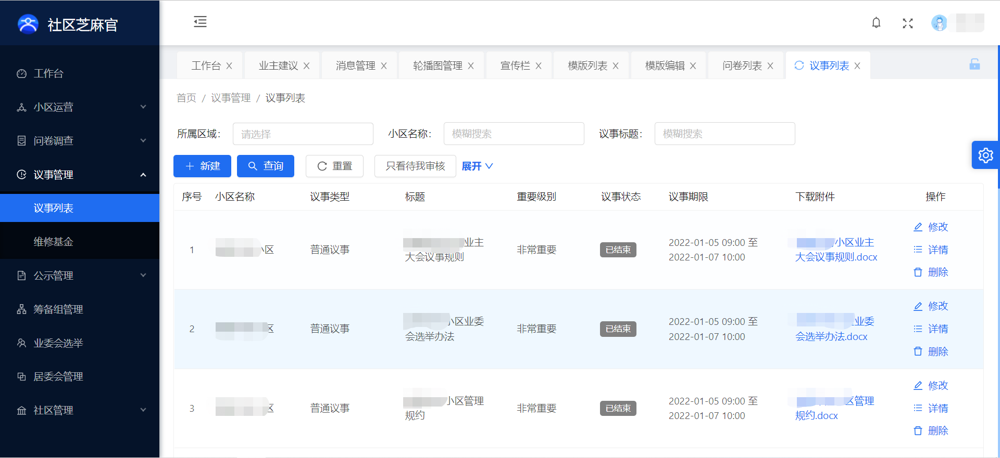 社区芝麻官
工作台
小区运营
问卷调查
议事管理
议事列表
维修基金
公示管理
筹备组管理
业委会选举
居委会管理
社区管理
工作台 业主建议 消息管理 轮播图管理 宣传栏 模版列表 模版编辑 问卷列表 议事列表
首页 / 议事管理 / 议事列表
所属区域: 请选择 小区名称: 模糊搜索 议事标题: 模糊搜索
新建 查询 重置 只看待我审核 展开
序号 小区名称 议事类型 标题 重要级别 议事状态 议事期限 下载附件 操作
1 区 普通议事 业主 非常重要 已结束 2022-01-05 09:00 至 小区业主 修改
大会议事规则 2022-01-07 10:00 大会议事规则.docx 详情
删除
2 区 普通议事 小区业委 非常重要 已结束 2022-01-05 09:00 至 业委 修改
会选举办法 2022-01-07 10:00 会选举办法.docx 详情
删除
3 区 普通议事 小区管理 非常重要 已结束 2022-01-05 09:00 至 区管理 修改
规约 2022-01-07 10:00 规约.docx 详情
删除